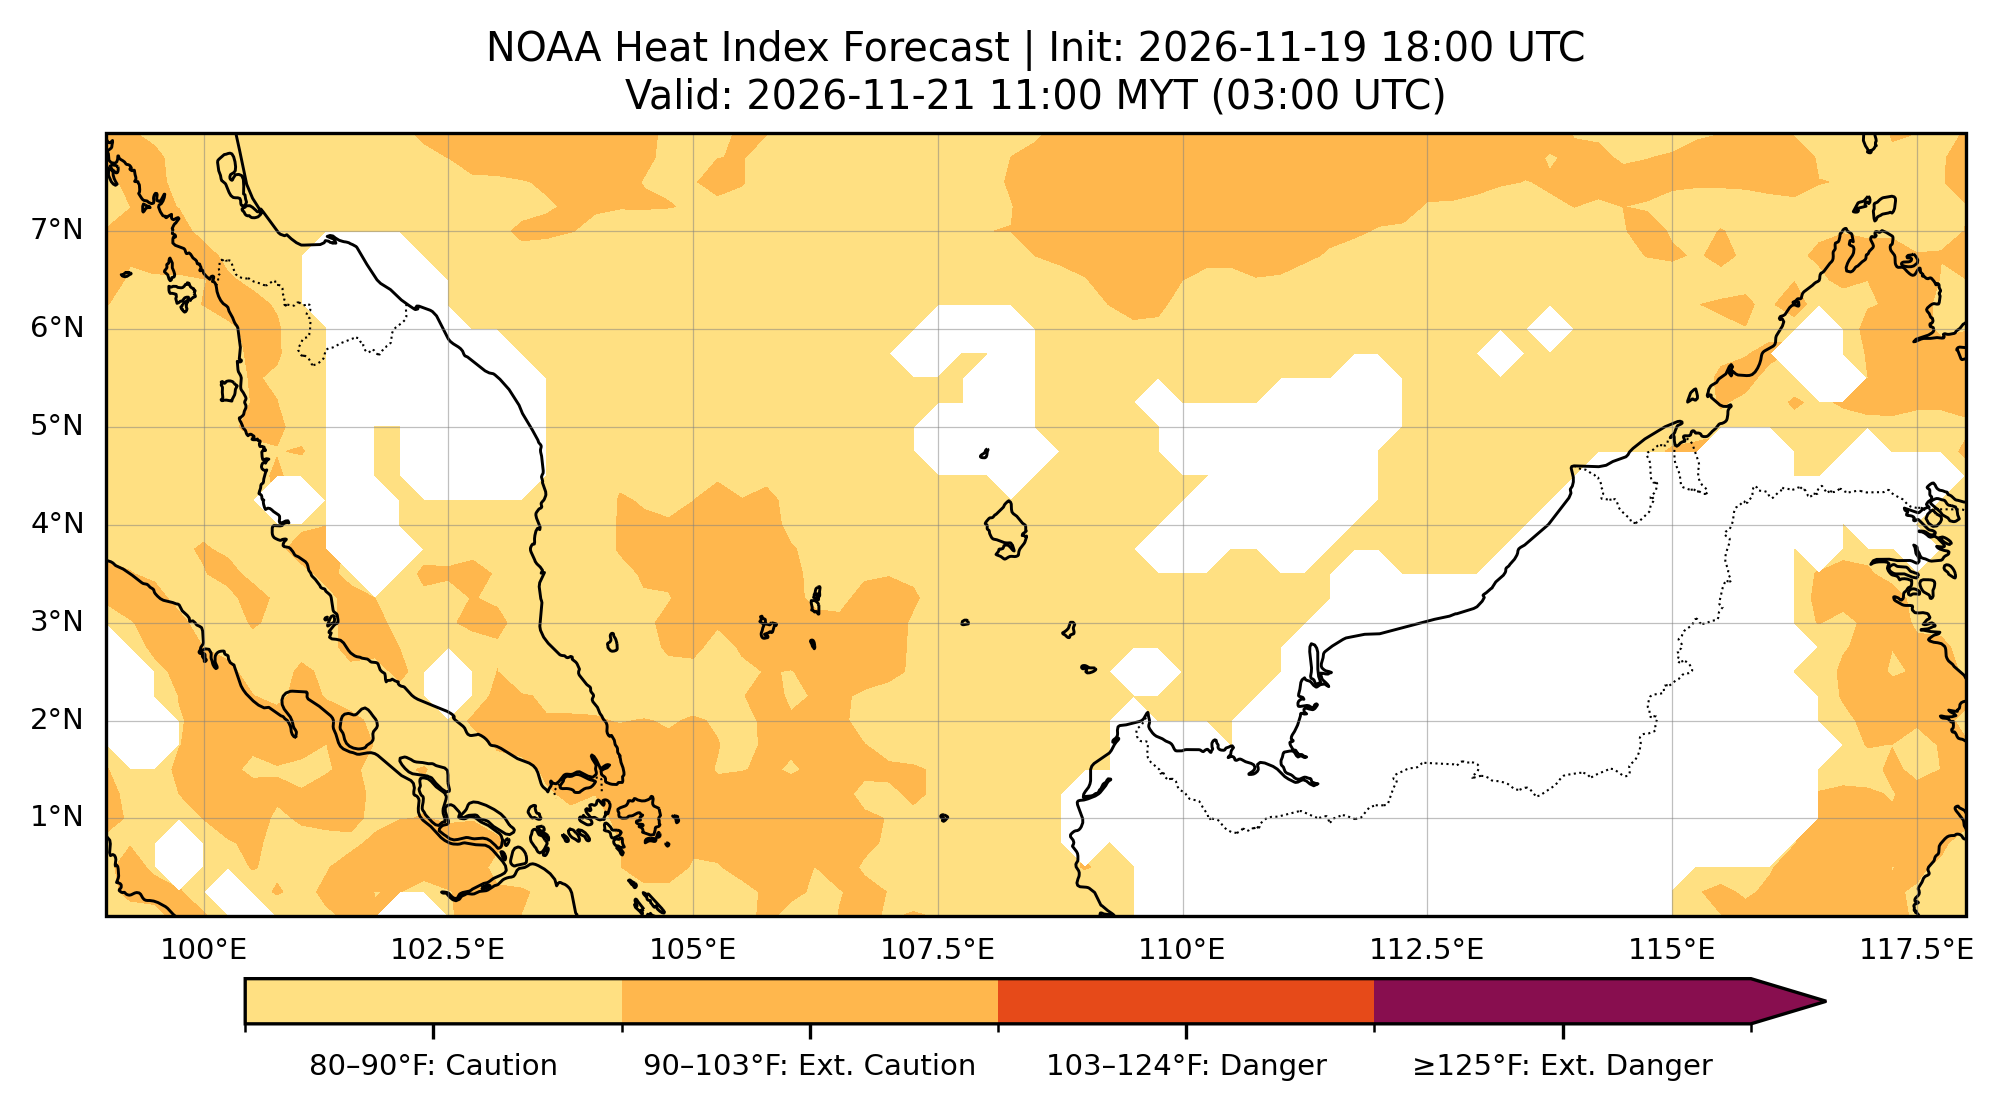 NOAA Heat Index Forecast | Init: 2026-11-19 18:00 UTC
Valid: 2026-11-21 11:00 MYT (03:00 UTC)
7°N
6°N
5°N
4°N
3°N
2°N
1°N
100°E 102.5°E 105°E 107.5°E 110°E 112.5°E 115°E 117.5°E
80–90°F: Caution 90–103°F: Ext. Caution 103–124°F: Danger ≥125°F: Ext. Danger